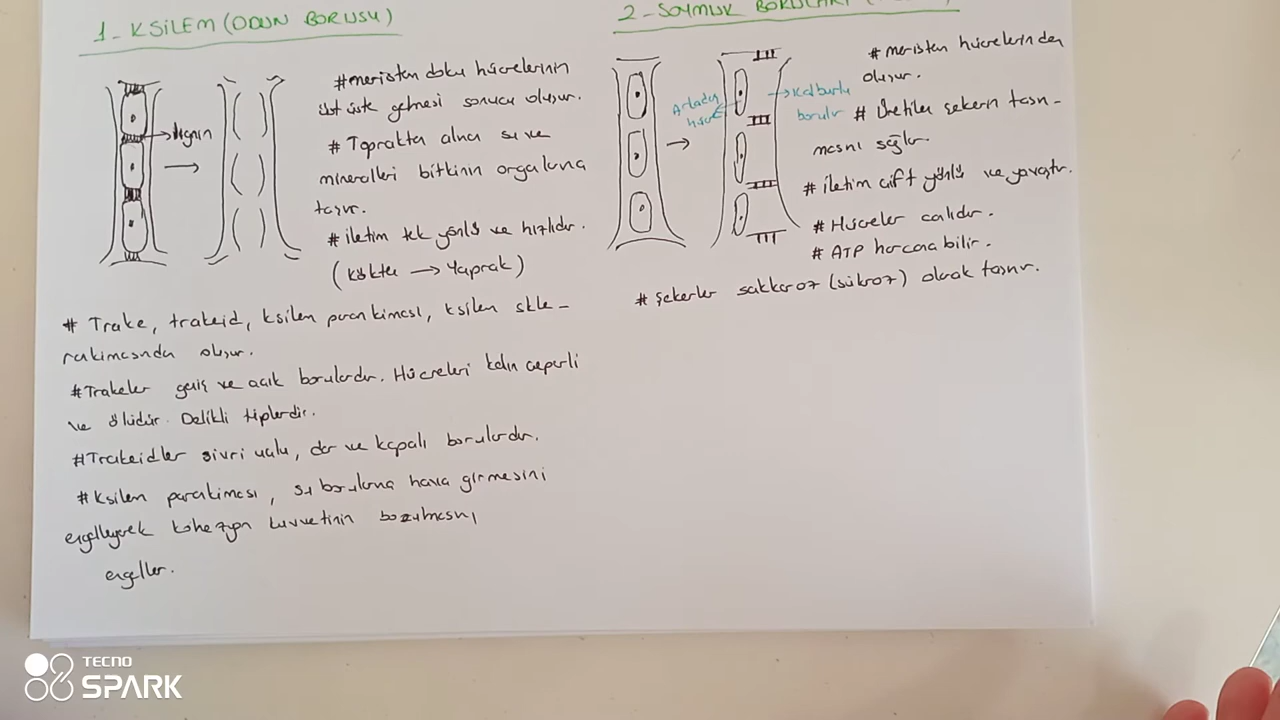 1- KSİLEM (ODUN BORUSU)
lignin
#meristem doku hücrelerinin
üst üste gelmesi sonucu oluşur.
# Topraktan alınan su ve
mineralleri bitkinin organlarına
taşır.
# iletim tek yönlü ve hızlıdır.
(Kökten → Yaprak)
# Trake, trakeid, ksilem parankiması, ksilem skle-
rankimasından oluşur.
#Trakeler geniş ve açık borulardır. Hücreleri kalın çeperli
ve ölüdür. Delikli tiplerdir.
#Trakeidler sivri uçlu, dar ve kapalı borulardır.
#Ksilem parankiması, su borularına hava girmesini
engelleyerek kohezyon kuvvetinin bozulmasını
engeller.
2- SOYMUK BORULARI
Arkadaş
hücre
→ Kalburlu
borular
# meristem hücrelerinden
oluşur.
# Üretilen şekerin taşın-
masını sağlar.
# iletim çift yönlü ve yavaştır.
# Hücreler canlıdır.
# ATP harcanabilir.
# Şekerler sakkaroz (sükroz) olarak taşınır.
TECNO
SPARK